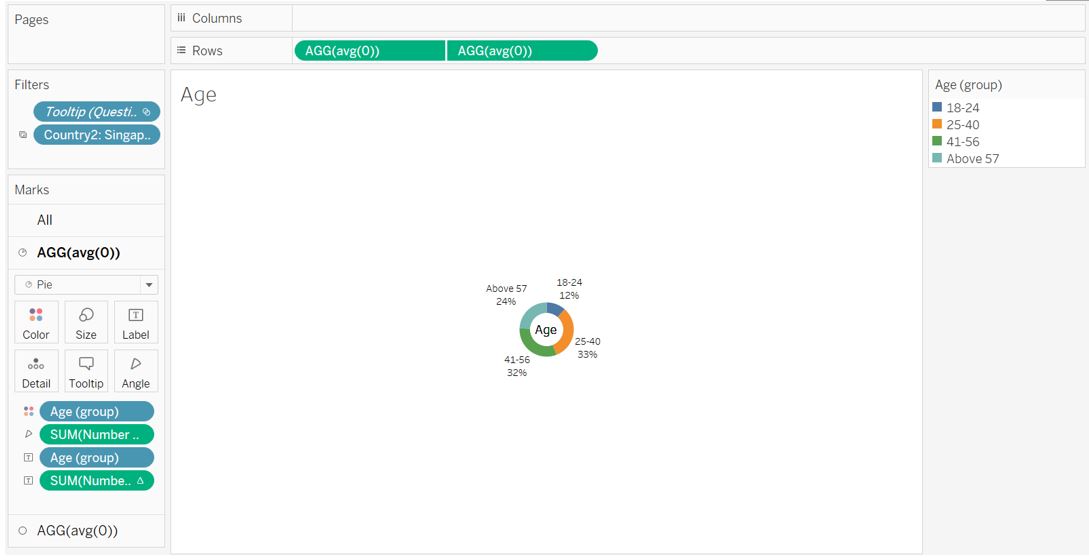 Pages
Columns
Rows
AGG(avg(0))
AGG(avg(0))
Filters
Tooltip (Questi..
Country2: Singap..
Marks
All
AGG(avg(0))
Pie
Color
Size
Label
Detail
Tooltip
Angle
Age (group)
SUM(Number ..
Age (group)
SUM(Numbe..
AGG(avg(0))
Age
18-24
12%
Above 57
24%
Age
25-40
33%
41-56
32%
Age (group)
18-24
25-40
41-56
Above 57